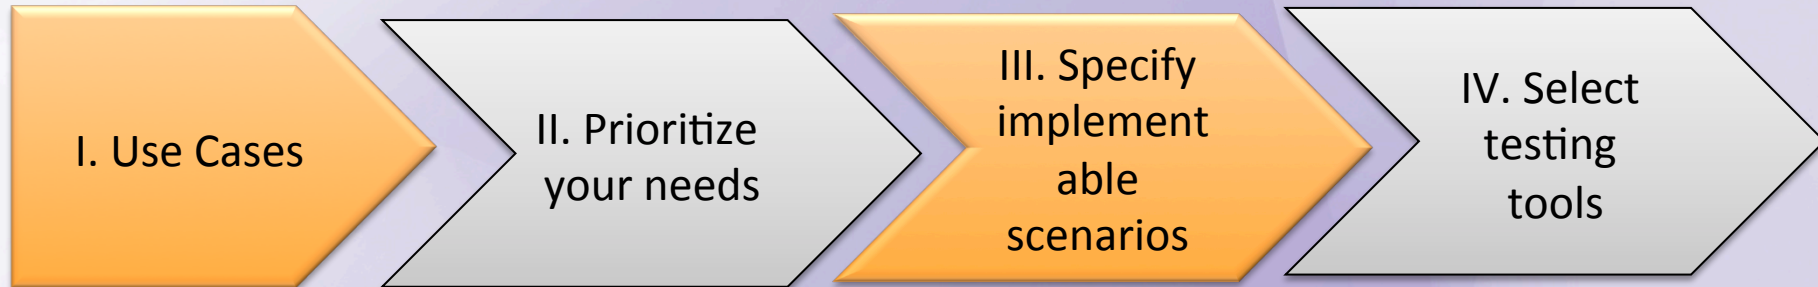 I. Use Cases
II. Prioritize
your needs
III. Specify
implement
able
scenarios
IV. Select
testing
tools